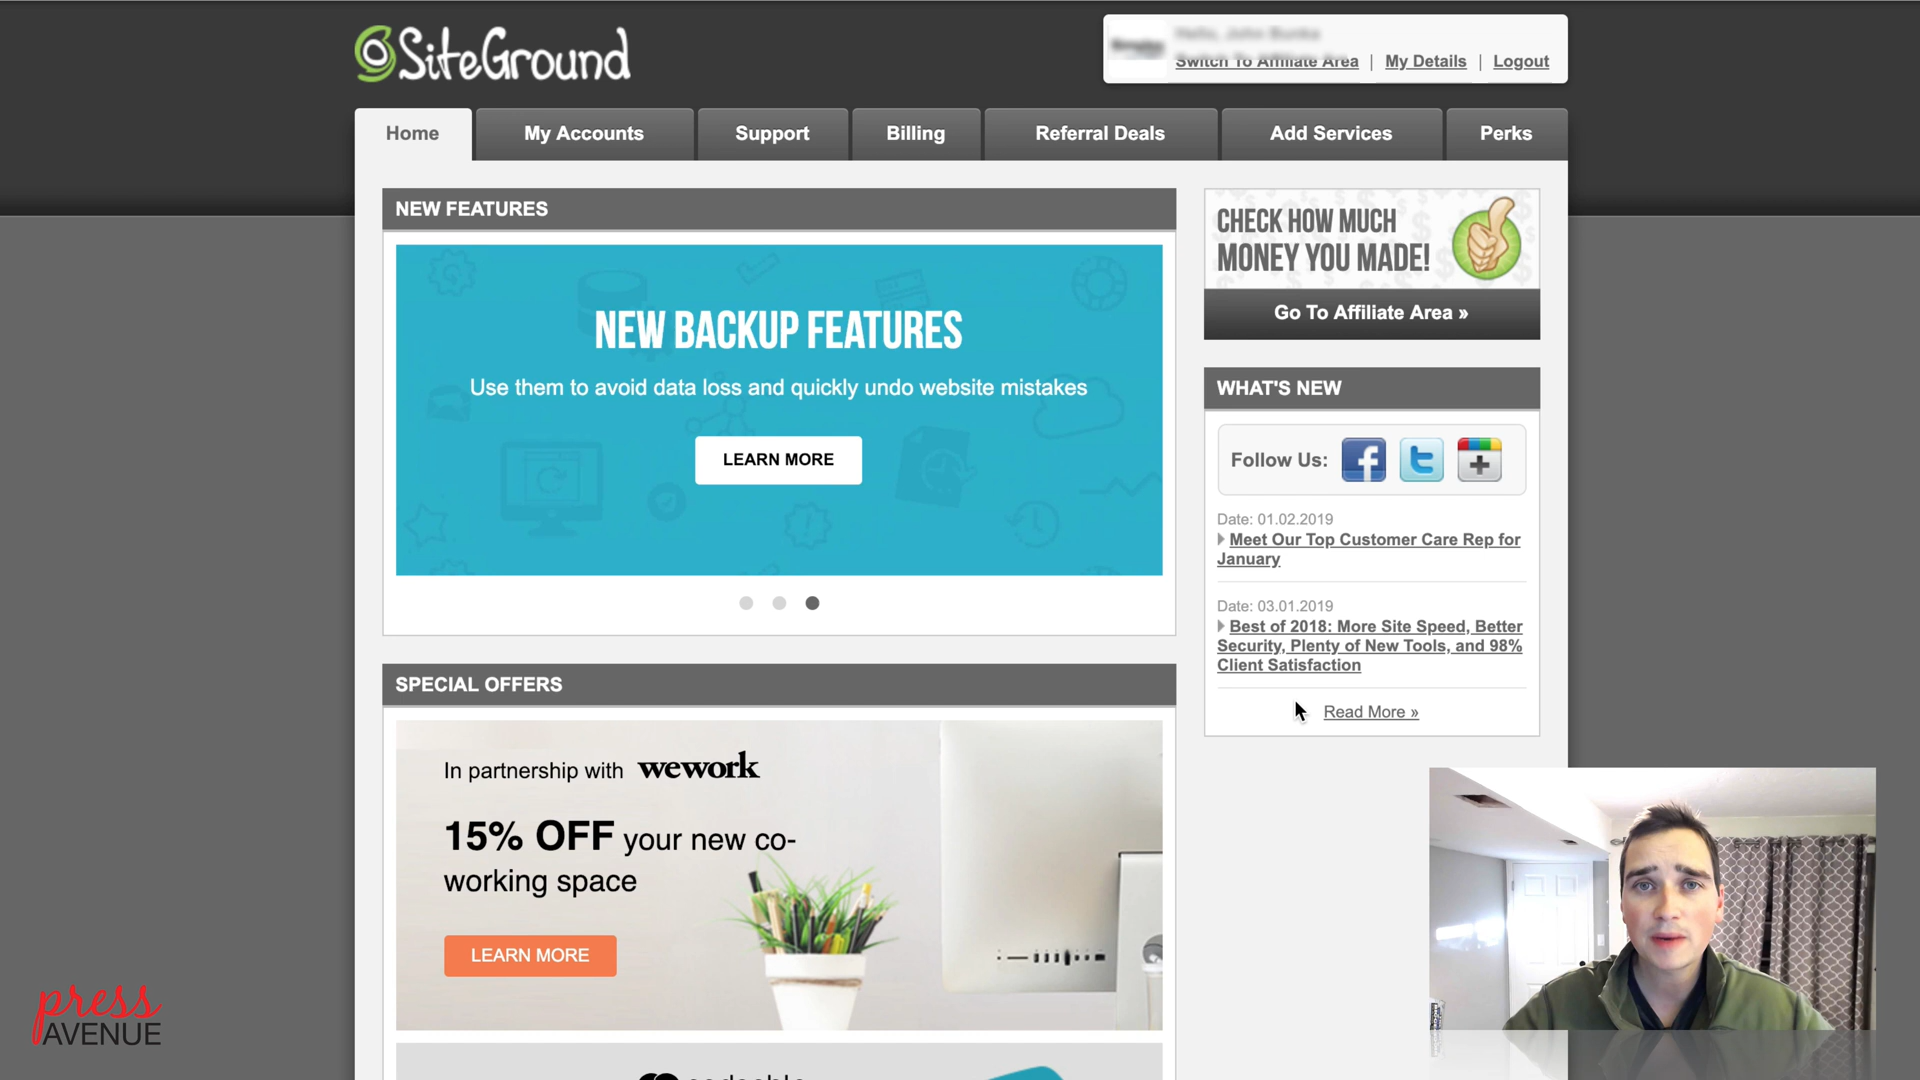 SiteGround
Switch To Affiliate Area | My Details | Logout
Home
My Accounts
Support
Billing
Referral Deals
Add Services
Perks
NEW FEATURES
NEW BACKUP FEATURES
Use them to avoid data loss and quickly undo website mistakes
LEARN MORE
CHECK HOW MUCH
MONEY YOU MADE!
Go To Affiliate Area »
WHAT'S NEW
Follow Us:
Date: 01.02.2019
Meet Our Top Customer Care Rep for
January
Date: 03.01.2019
Best of 2018: More Site Speed, Better
Security, Plenty of New Tools, and 98%
Client Satisfaction
Read More »
SPECIAL OFFERS
In partnership with wework
15% OFF your new co-
working space
LEARN MORE
press
AVENUE